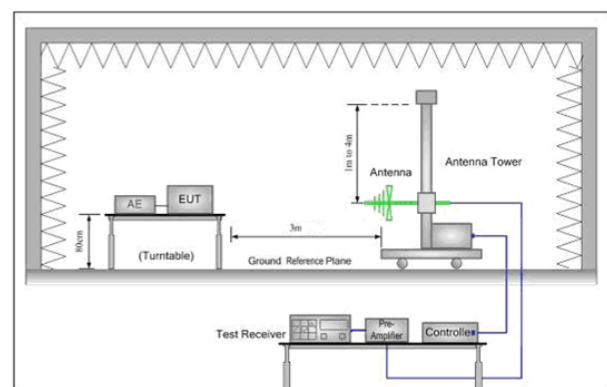 1m to 4m
Antenna
Antenna Tower
AE
EUT
80cm
(Turntable)
3m
Ground Reference Plane
Test Receiver
Pre-
Amplifier
Controller